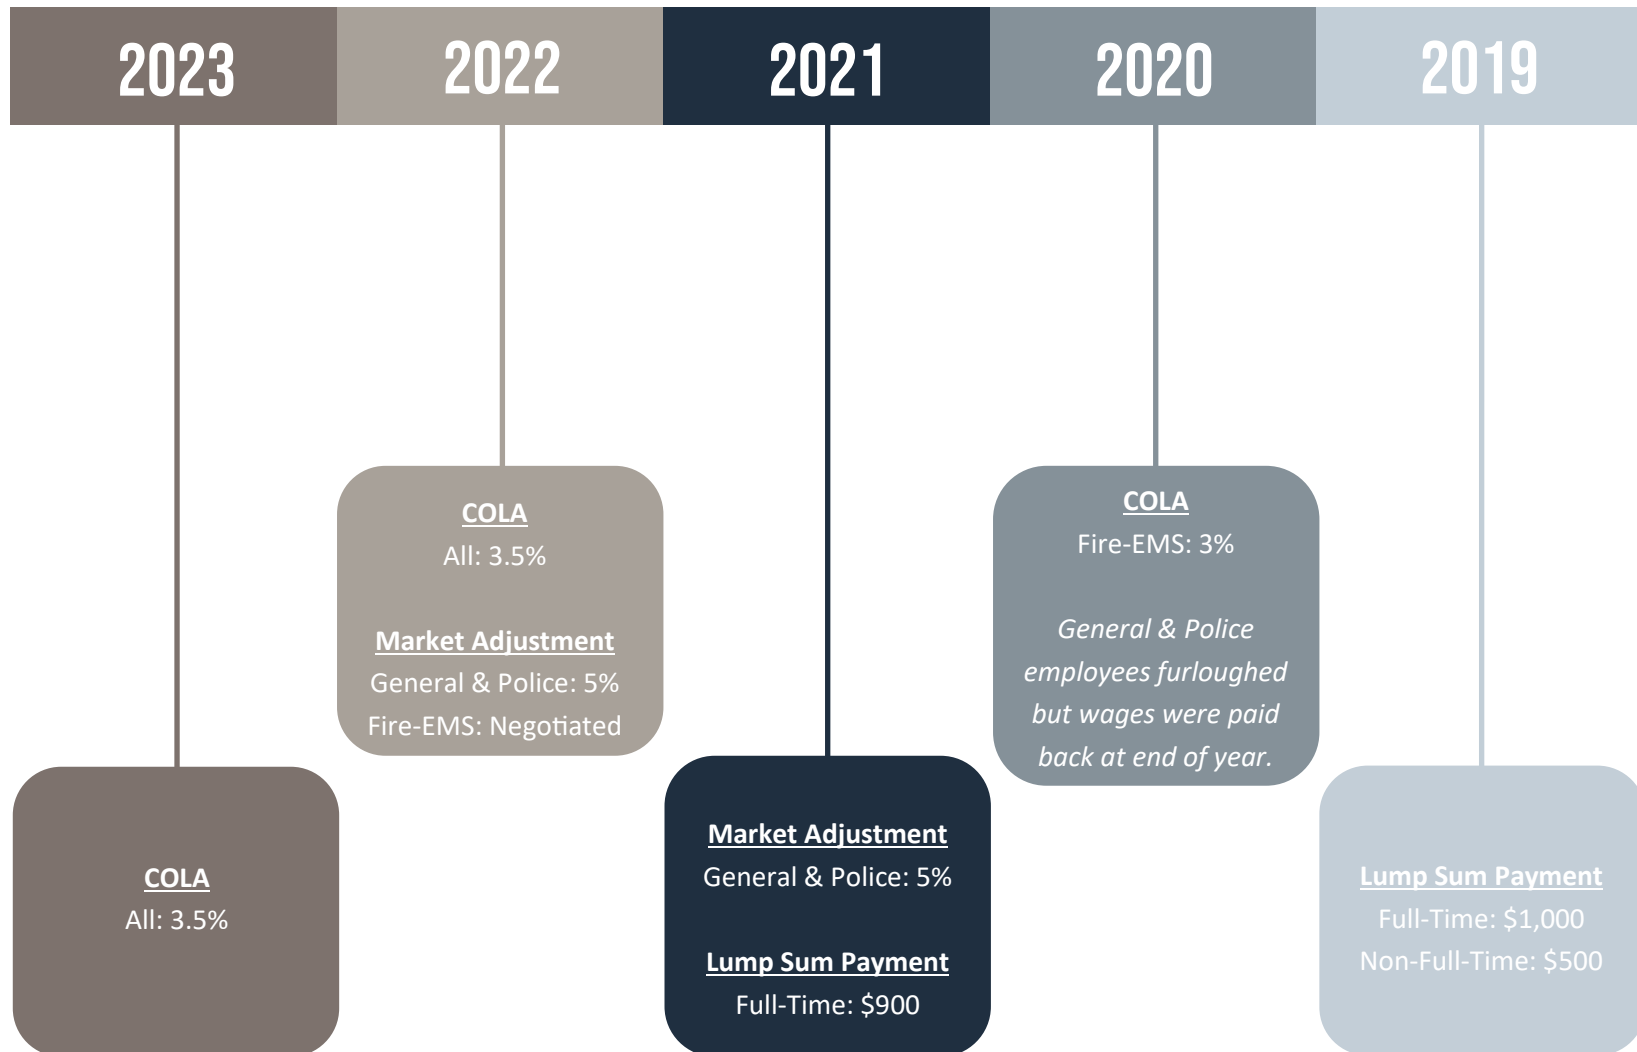 2023
2022
2021
2020
2019
COLA
All: 3.5%
COLA
All: 3.5%
Market Adjustment
General & Police: 5%
Fire-EMS: Negotiated
Market Adjustment
General & Police: 5%
Lump Sum Payment
Full-Time: $900
COLA
Fire-EMS: 3%
General & Police
employees furloughed
but wages were paid
back at end of year.
Lump Sum Payment
Full-Time: $1,000
Non-Full-Time: $500